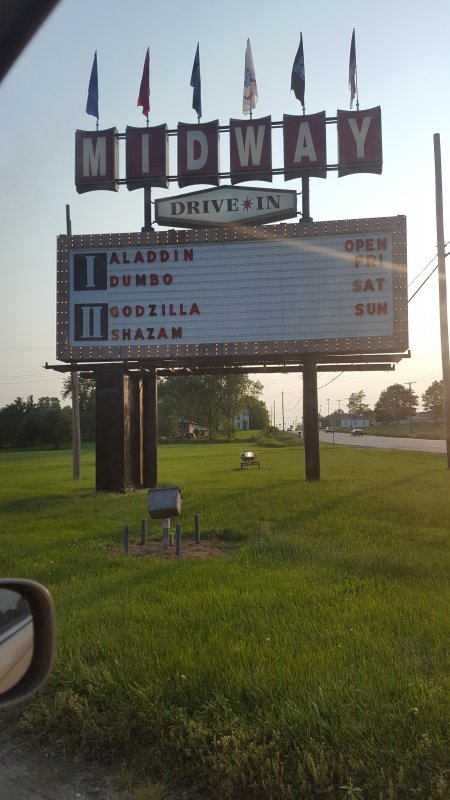 MIDWAY
DRIVE IN
I ALADDIN OPEN
DUMBO FRI
II GODZILLA SAT
SHAZAM SUN